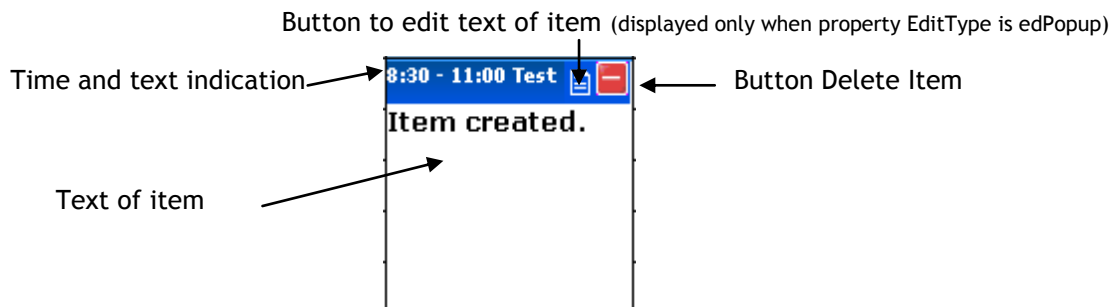 Button to edit text of item (displayed only when property EditType is edPopup)
Time and text indication
8:30 - 11:00 Test
Button Delete Item
Item created.
Text of item